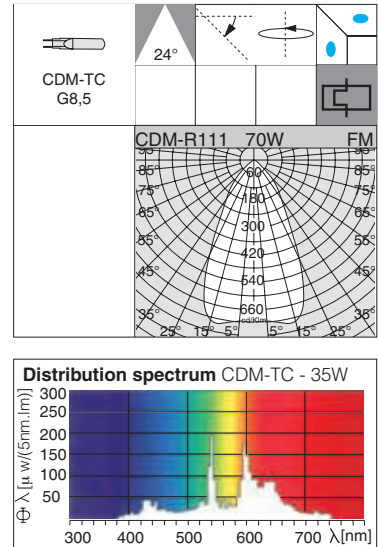 24°
CDM-TC
G8,5
CDM-R111 70W FM
95° 95°
85° 60 85°
75° 180 75°
65° 300 65°
55° 420 55°
45° 540 45°
35° 660 35°
cd/Klm
25° 15° 5° 5° 15° 25°
Distribution spectrum CDM-TC - 35W
Φ λ [µ w/(5nm.lm)]
300
250
200
150
100
50
300 400 500 600 700 λ[nm]